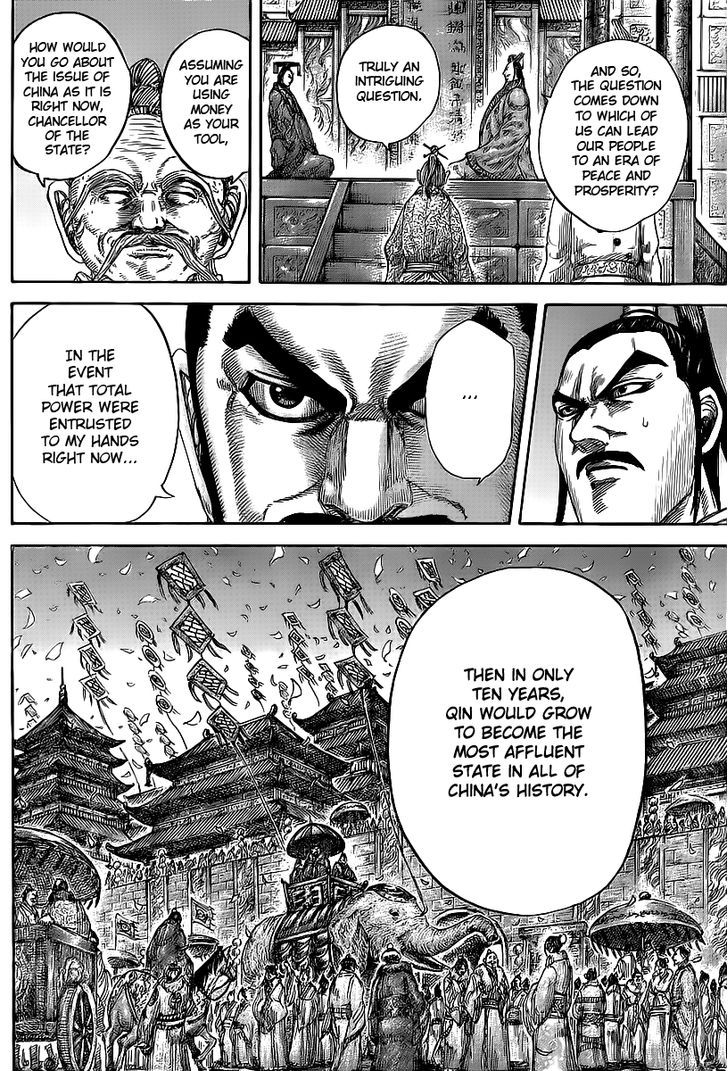 AND SO,
THE QUESTION
COMES DOWN
TO WHICH OF
US CAN LEAD
OUR PEOPLE
TO AN ERA OF
PEACE AND
PROSPERITY?
TRULY AN
INTRIGUING
QUESTION.
ASSUMING
YOU ARE
USING
MONEY
AS YOUR
TOOL,
HOW WOULD
YOU GO ABOUT
THE ISSUE OF
CHINA AS IT IS
RIGHT NOW,
CHANCELLOR
OF THE
STATE?
...
IN THE
EVENT
THAT TOTAL
POWER WERE
ENTRUSTED
TO MY HANDS
RIGHT NOW...
THEN IN ONLY
TEN YEARS,
QIN WOULD GROW
TO BECOME THE
MOST AFFLUENT
STATE IN ALL OF
CHINA'S HISTORY.